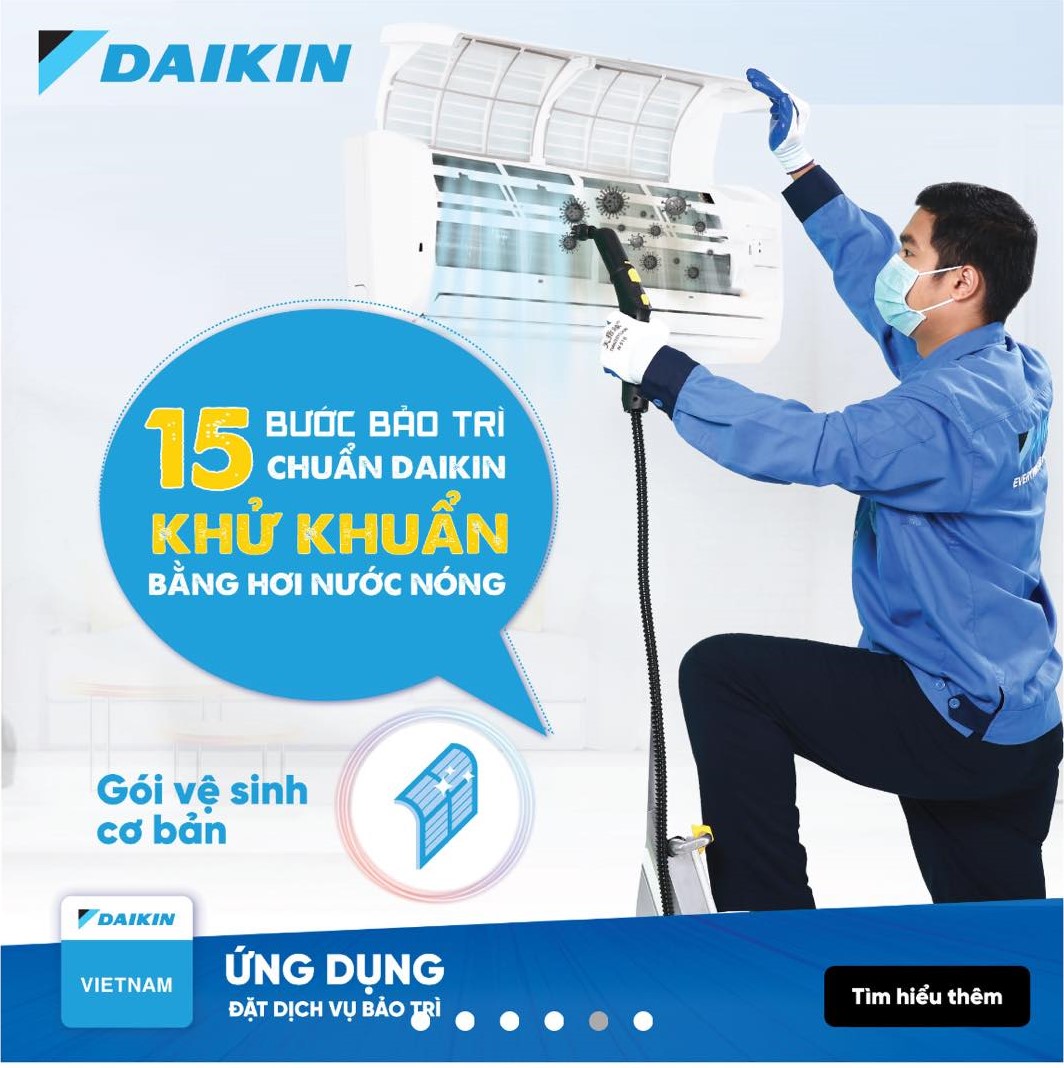 DAIKIN
15 BƯỚC BẢO TRÌ
CHUẨN DAIKIN
KHỬ KHUẨN
BẰNG HƠI NƯỚC NÓNG
Gói vệ sinh
cơ bản
DAIKIN
VIETNAM
ỨNG DỤNG
ĐẶT DỊCH VỤ BẢO TRÌ
Tìm hiểu thêm